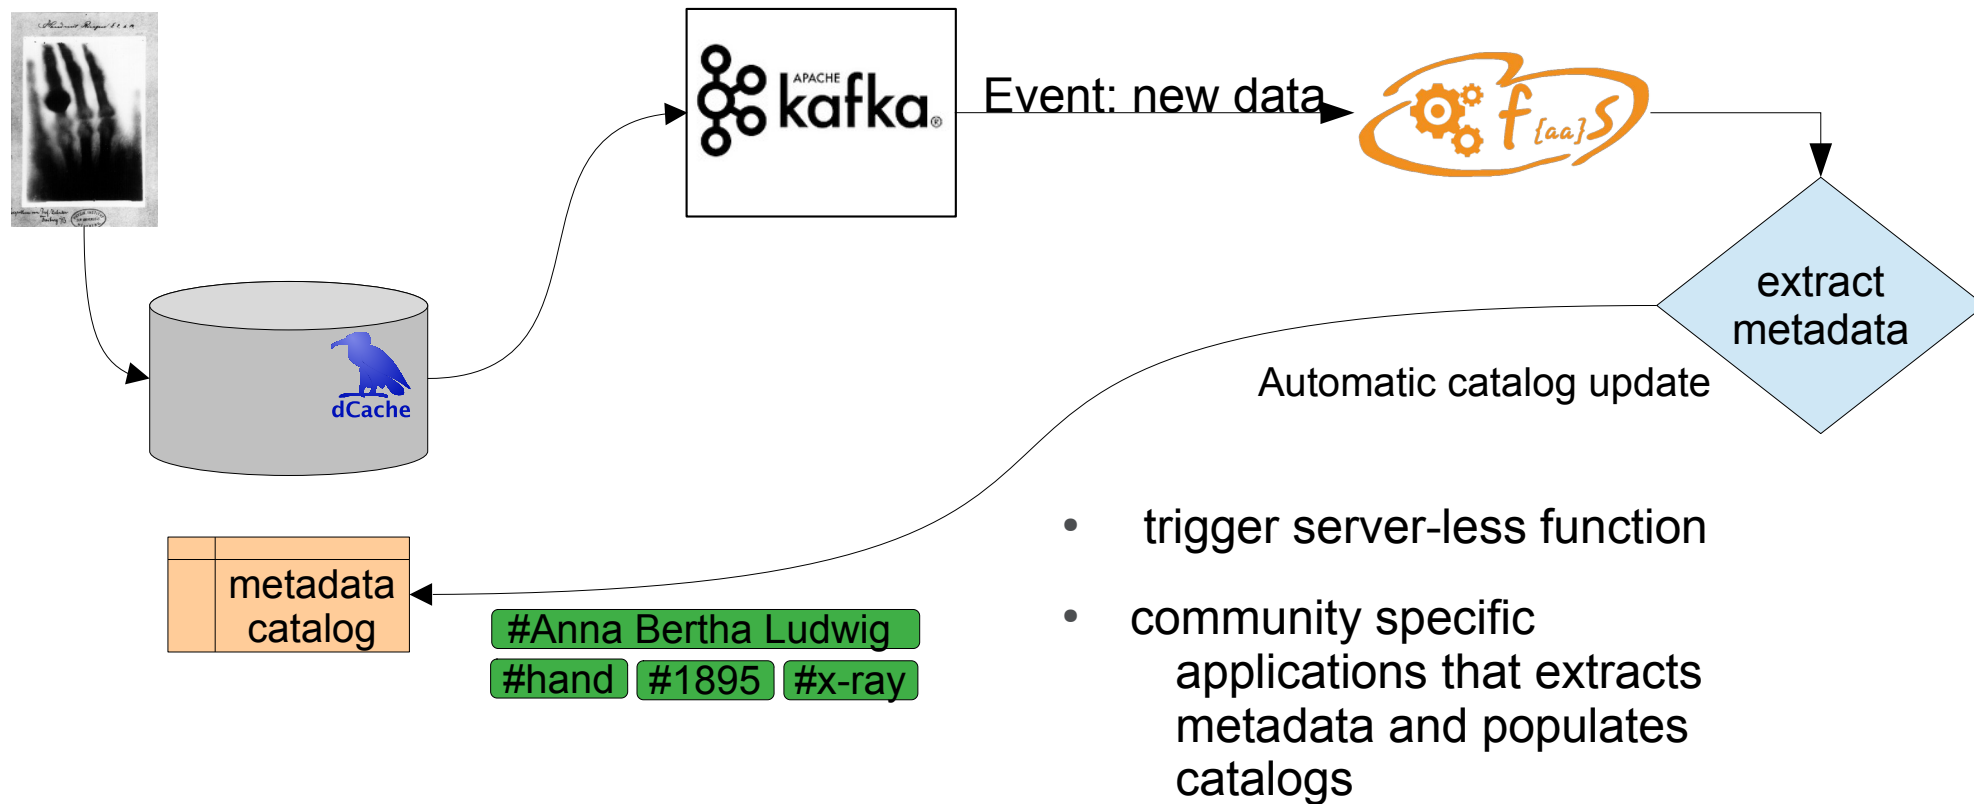 APACHE
kafka®
Event: new data
f{aa}s
dCache
extract
metadata
Automatic catalog update
metadata
catalog
#Anna Bertha Ludwig
#hand #1895 #x-ray
• trigger server-less function
• community specific
applications that extracts
metadata and populates
catalogs